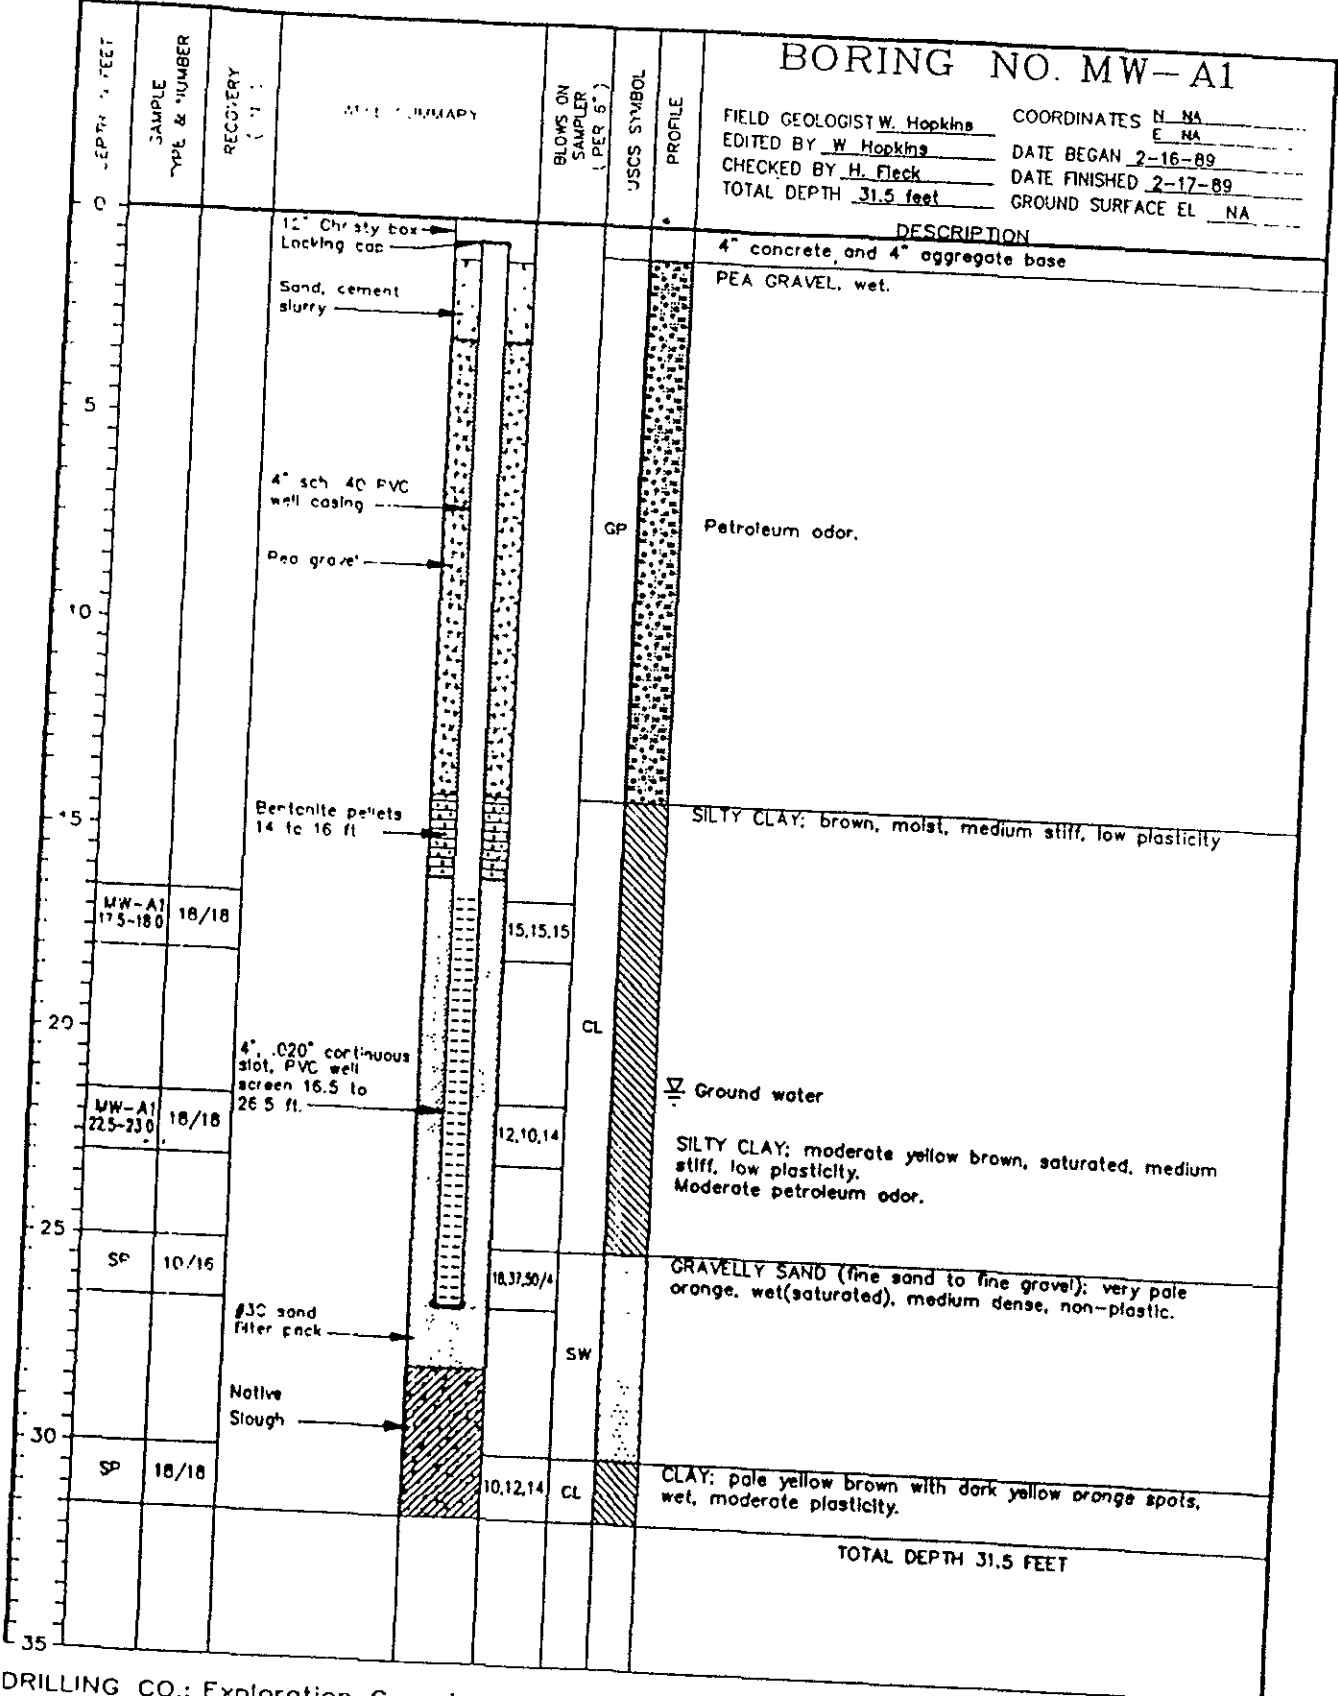 BORING NO. MW-A1
FIELD GEOLOGIST W. Hopkins
EDITED BY W Hopkins
CHECKED BY H. Fleck
TOTAL DEPTH 31.5 feet
COORDINATES N NA
E NA
DATE BEGAN 2-16-89
DATE FINISHED 2-17-89
GROUND SURFACE EL NA
FEET
SAMPLE
TYPE & NUMBER
RECOVERY
BLOWS ON
SAMPLER
(PER 6")
USCS SYMBOL
PROFILE
DESCRIPTION
0
12" Christy box
Locking cap
4" concrete, and 4" aggregate base
PEA GRAVEL, wet.
Sand, cement
slurry
5
4" sch 40 PVC
well casing
GP
Petroleum odor.
Pea gravel
10
Bentonite pellets
14 to 16 ft
15
SILTY CLAY: brown, moist, medium stiff, low plasticity
MW-A1
17.5-18.0
18/18
15,15,15
20
CL
4", .020" continuous
slot, PVC well
screen 16.5 to
26.5 ft.
Ground water
MW-A1
22.5-23.0
18/18
12,10,14
SILTY CLAY: moderate yellow brown, saturated, medium
stiff, low plasticity.
Moderate petroleum odor.
25
SP
10/16
18,37,50/4
GRAVELLY SAND (fine sand to fine gravel): very pale
orange, wet(saturated), medium dense, non-plastic.
#30 sand
filter pack
SW
Native
Slough
30
SP
18/18
10,12,14
CL
CLAY: pale yellow brown with dark yellow orange spots,
wet, moderate plasticity.
TOTAL DEPTH 31.5 FEET
35
DRILLING CO.: Exploration